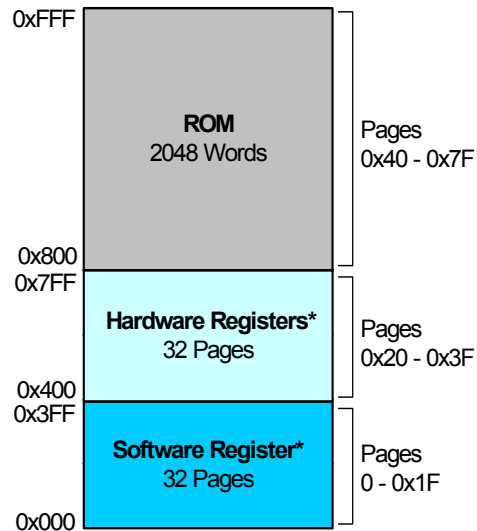 0xFFF
ROM
2048 Words
Pages
0x40 - 0x7F
0x800
0x7FF
Hardware Registers*
32 Pages
Pages
0x20 - 0x3F
0x400
0x3FF
Software Register*
32 Pages
Pages
0 - 0x1F
0x000